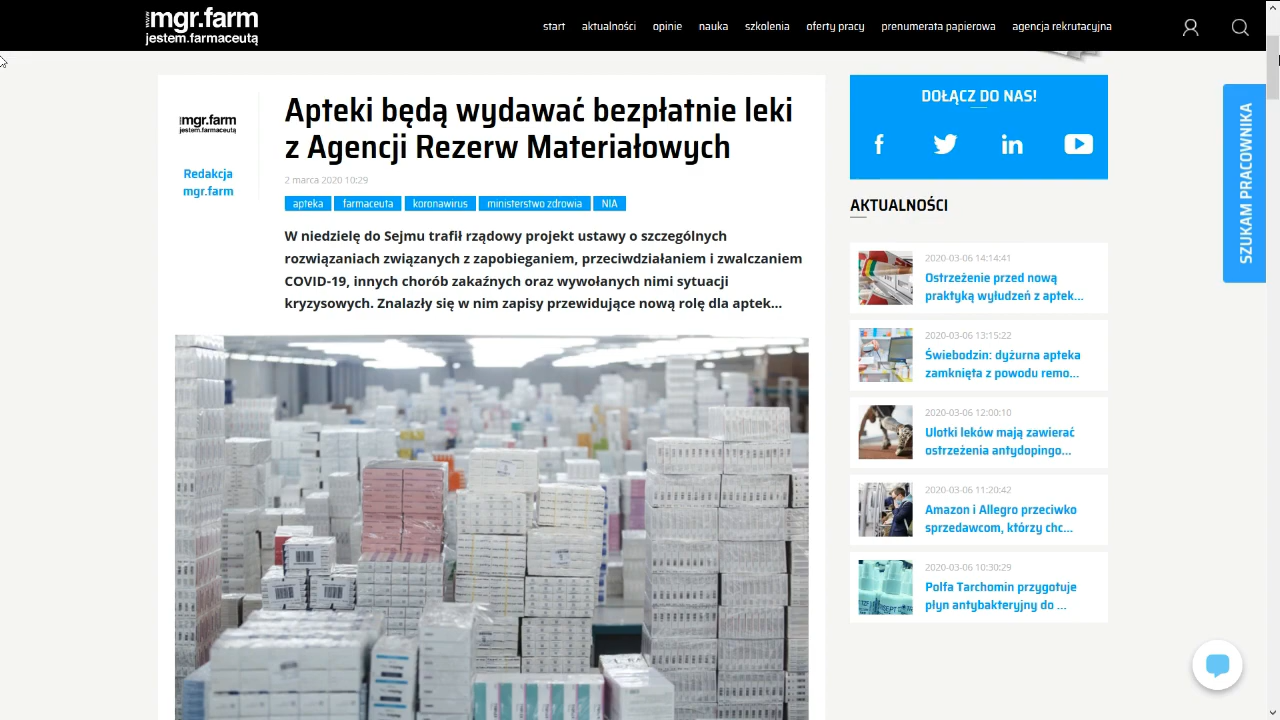 www mgr.farm
jestem.farmaceutą
start aktualności opinie nauka szkolenia oferty pracy prenumerata papierowa agencja rekrutacyjna
mgr.farm
jestem.farmaceutą
Redakcja
mgr.farm
Apteki będą wydawać bezpłatnie leki
z Agencji Rezerw Materiałowych
2 marca 2020 10:29
apteka farmaceuta koronawirus ministerstwo zdrowia NIA
W niedzielę do Sejmu trafił rządowy projekt ustawy o szczególnych
rozwiązaniach związanych z zapobieganiem, przeciwdziałaniem i zwalczaniem
COVID-19, innych chorób zakaźnych oraz wywołanych nimi sytuacji
kryzysowych. Znalazły się w nim zapisy przewidujące nową rolę dla aptek...
DOŁĄCZ DO NAS!
AKTUALNOŚCI
2020-03-06 14:14:41
Ostrzeżenie przed nową
praktyką wyłudzeń z aptek...
2020-03-06 13:15:22
Świebodzin: dyżurna apteka
zamknięta z powodu remo...
2020-03-06 12:00:10
Ulotki leków mają zawierać
ostrzeżenia antydopingo...
2020-03-06 11:20:42
Amazon i Allegro przeciwko
sprzedawcom, którzy chc...
2020-03-06 10:30:29
Polfa Tarchomin przygotuje
płyn antybakteryjny do ...
SZUKAM PRACOWNIKA